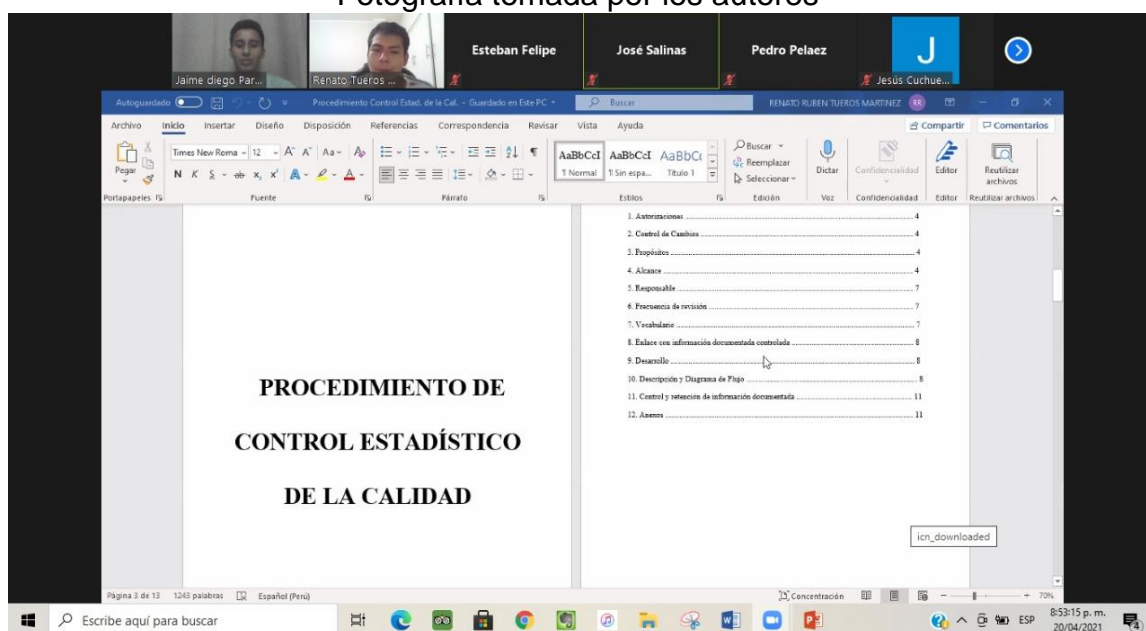 Fotografía tomada por los autores
Esteban Felipe
José Salinas
Pedro Pelaez
J
Jaime diego Par...
Renato Tueros ...
Jesús Cuchue...
Autoguardado
Procedimiento Control Estad. de la Cal. - Guardado en Este PC
Buscar
RENATO RUBEN TUEROS MARTINEZ
RR
Archivo Inicio Insertar Diseño Disposición Referencias Correspondencia Revisar Vista Ayuda
Compartir
Comentarios
Pegar
Times New Roma
12
N K S ab x, x'
AaBbCcI AaBbCcI AaBbCc
1 Normal 1 Sin espa... Título 1
Buscar
Reemplazar
Seleccionar
Dictar
Confidencialidad
Editor
Reutilizar archivos
Portapapeles Fuente Párrafo Estilos Edición Voz Confidencialidad Editor Reutilizar archivos
PROCEDIMIENTO DE
CONTROL ESTADÍSTICO
DE LA CALIDAD
1. Autorizaciones 4
2. Control de Cambios 4
3. Propósitos 4
4. Alcance 4
5. Responsable 7
6. Frecuencia de revisión 7
7. Vocabulario 7
8. Enlace con información documentada controlada 8
9. Desarrollo 8
10. Descripción y Diagrama de Flujo 8
11. Control y retención de información documentada 11
12. Anexos 11
icn_downloaded
Página 3 de 13 1243 palabras Español (Perú)
Concentración
70%
Escribe aquí para buscar
ESP
8:53:15 p. m.
20/04/2021